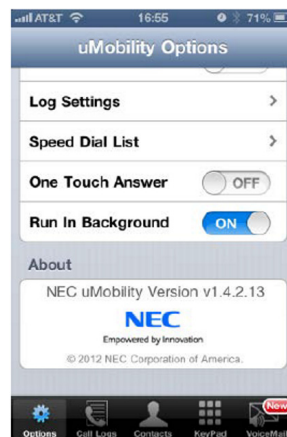 AT&T 16:55 71%
uMobility Options
Log Settings
Speed Dial List
One Touch Answer OFF
Run In Background ON
About
NEC uMobility Version v1.4.2.13
NEC
Empowered by Innovation
© 2012 NEC Corporation of America.
New
Options Call Logs Contacts KeyPad VoiceMail